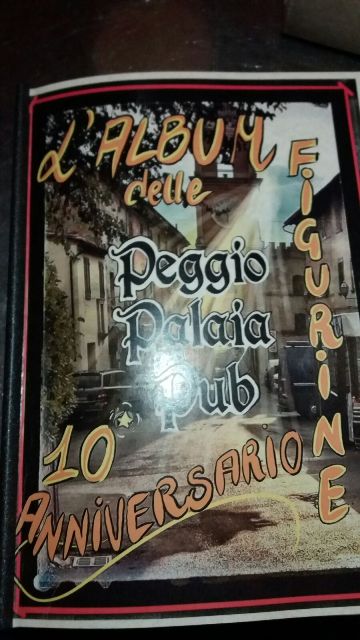 L'ALBUM
delle
FIGURINE
Peggio
Palaia
Pub
10
ANNIVERSARIO